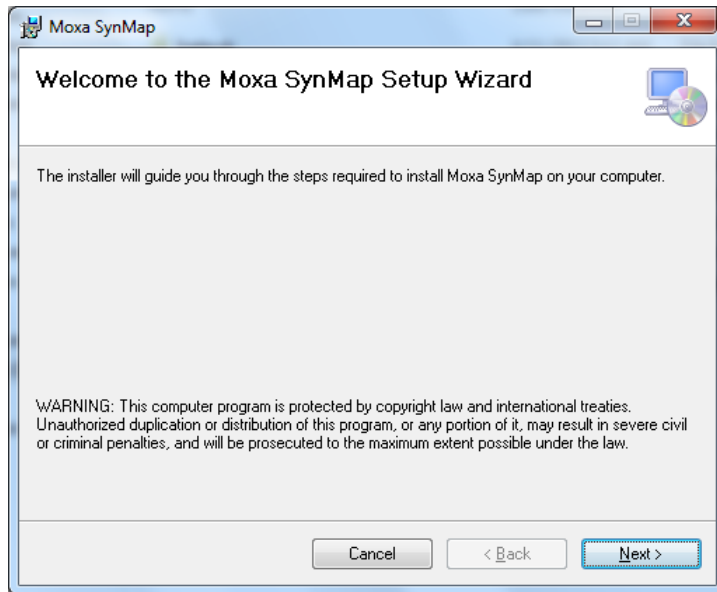 Moxa SynMap
Welcome to the Moxa SynMap Setup Wizard
The installer will guide you through the steps required to install Moxa SynMap on your computer.
WARNING: This computer program is protected by copyright law and international treaties.
Unauthorized duplication or distribution of this program, or any portion of it, may result in severe civil
or criminal penalties, and will be prosecuted to the maximum extent possible under the law.
Cancel
< Back
Next >